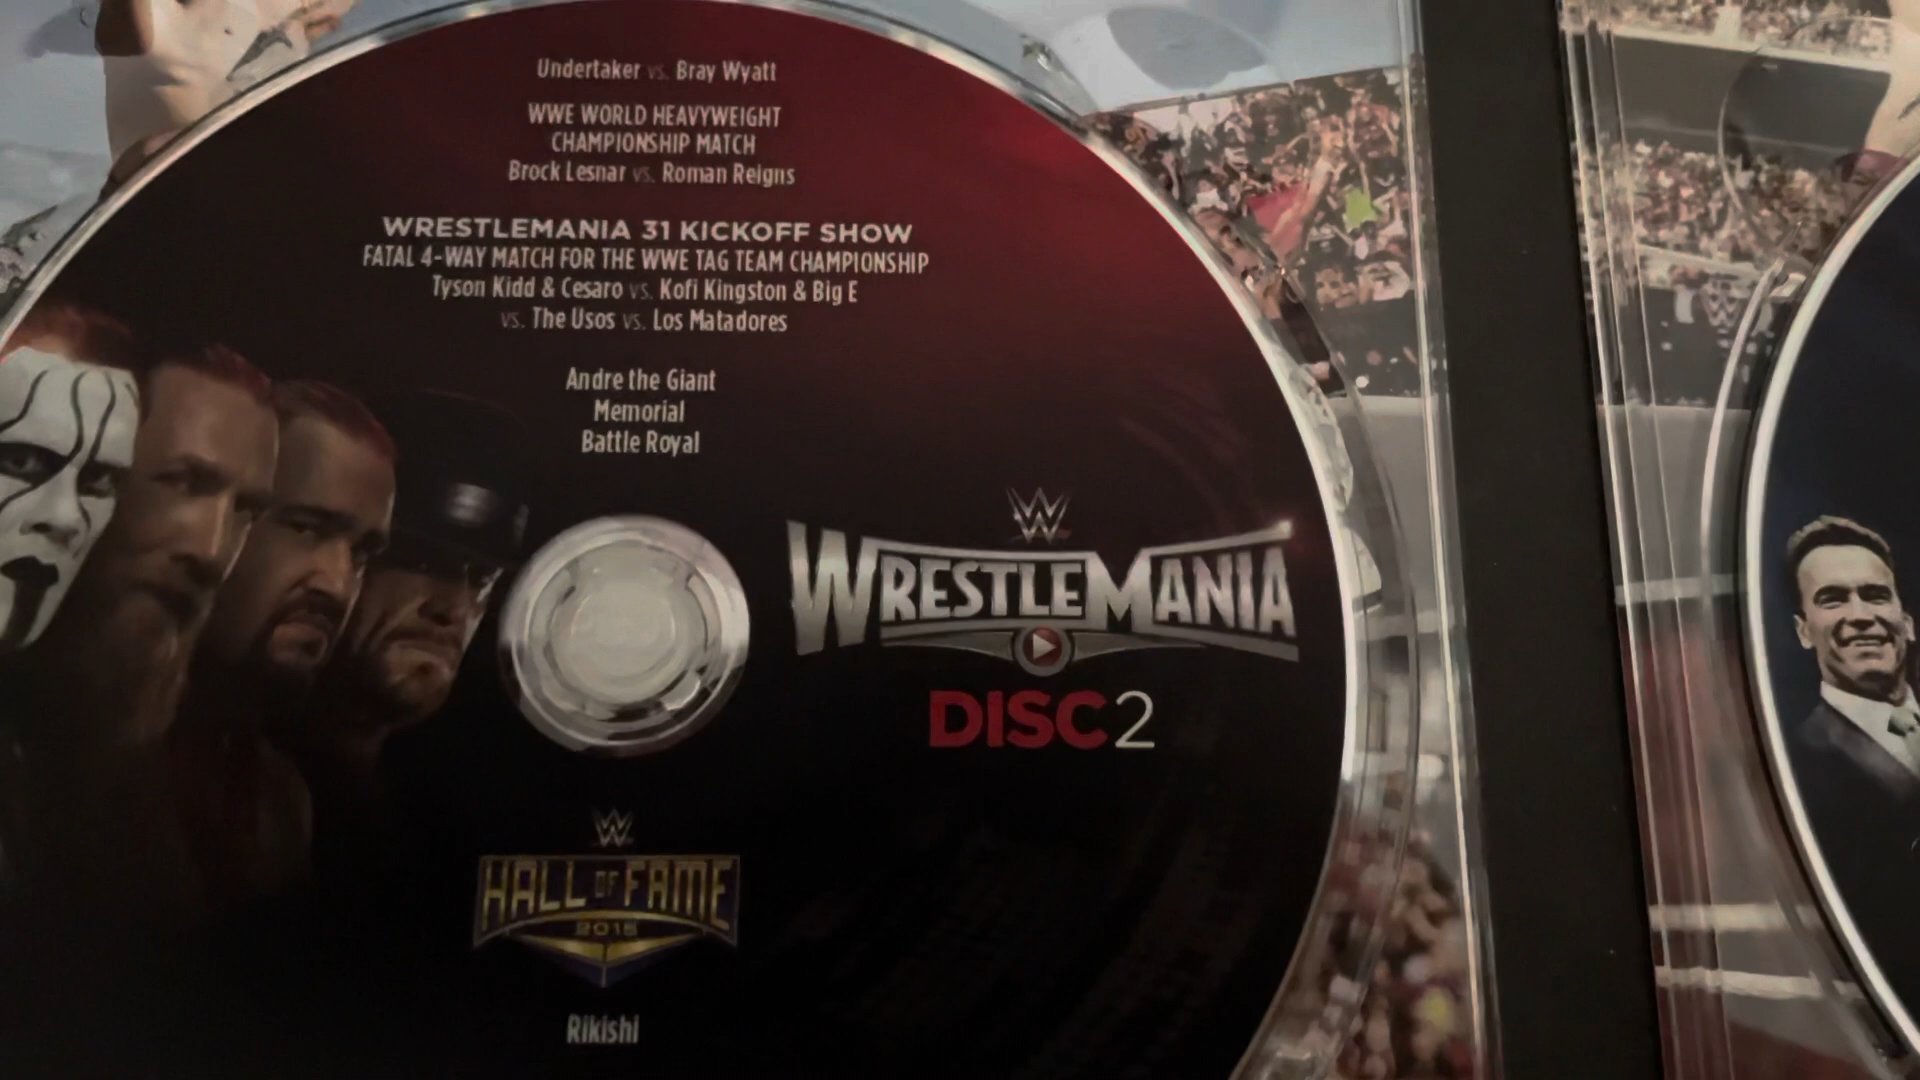 Undertaker vs. Bray Wyatt
WWE WORLD HEAVYWEIGHT
CHAMPIONSHIP MATCH
Brock Lesnar vs. Roman Reigns
WRESTLEMANIA 31 KICKOFF SHOW
FATAL 4-WAY MATCH FOR THE WWE TAG TEAM CHAMPIONSHIP
Tyson Kidd & Cesaro vs. Kofi Kingston & Big E
vs. The Usos vs. Los Matadores
Andre the Giant
Memorial
Battle Royal
W
WRESTLEMANIA
DISC 2
W
HALL OF FAME
2015
Rikishi